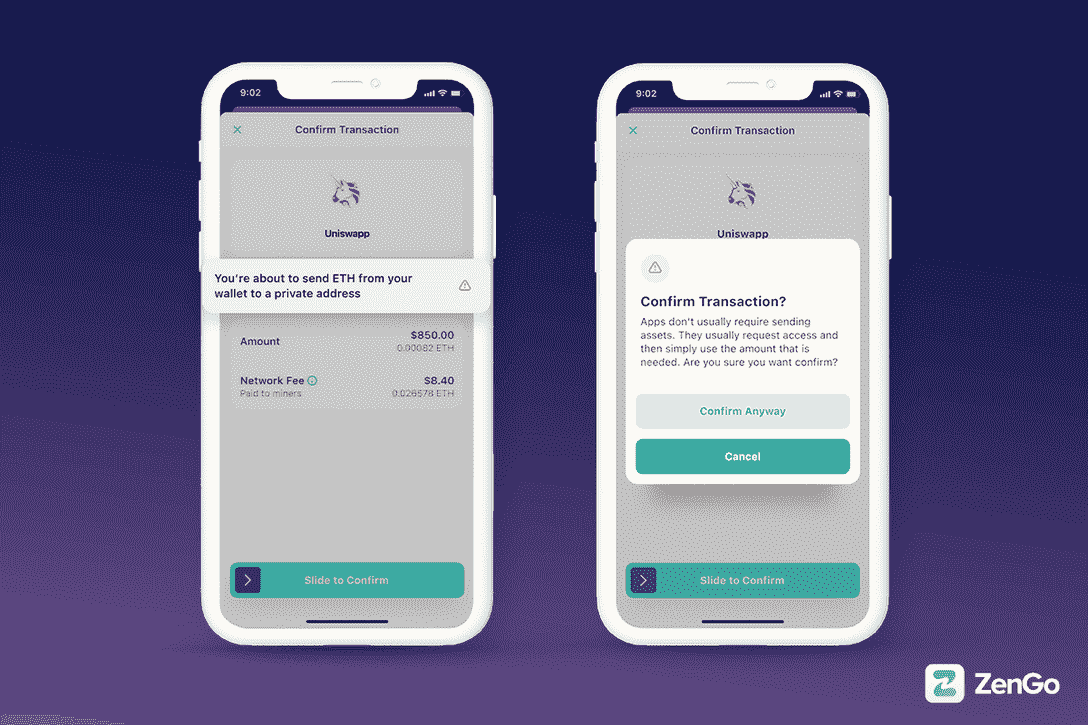 9:02
Confirm Transaction
Uniswapp
You're about to send ETH from your
wallet to a private address
Amount
$850.00
0.00082 ETH
Network Fee
$8.40
Paid to miners
0.026578 ETH
Slide to Confirm
9:02
Confirm Transaction
Uniswapp
Confirm Transaction?
Apps don't usually require sending
assets. They usually request access and
then simply use the amount that is
needed. Are you sure you want confirm?
Confirm Anyway
Cancel
Slide to Confirm
ZenGo